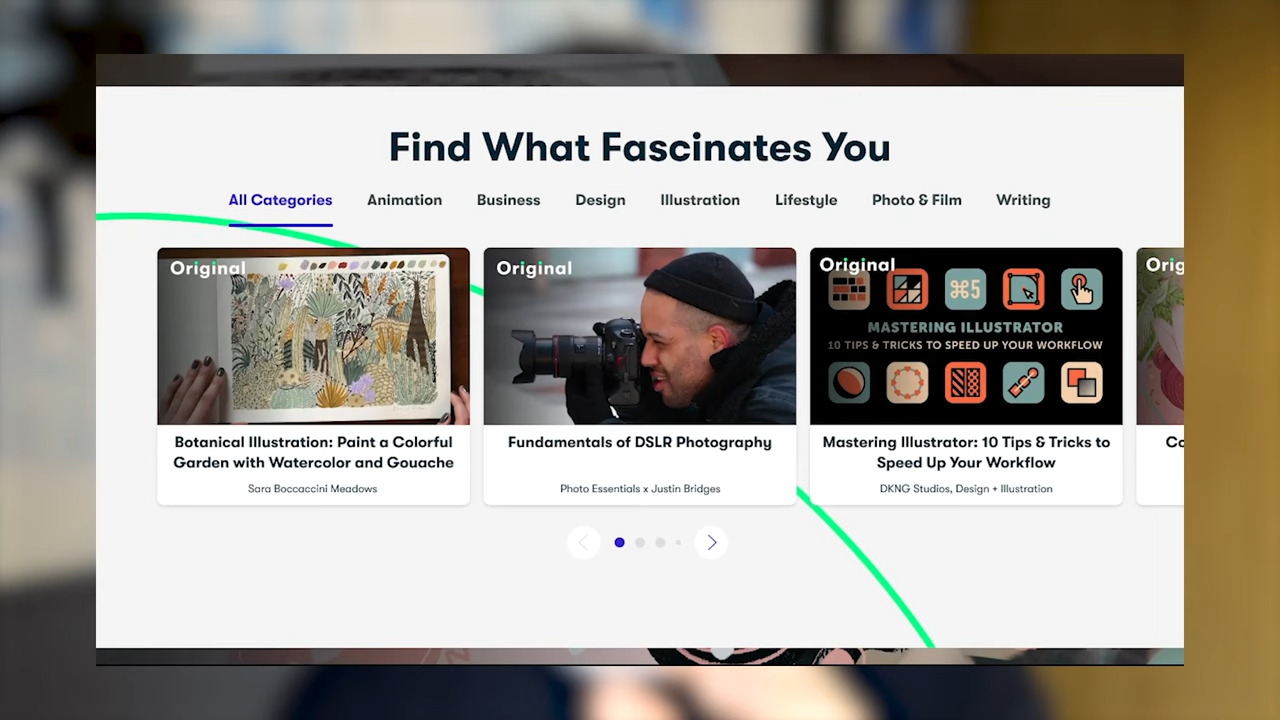 Find What Fascinates You
All Categories Animation Business Design Illustration Lifestyle Photo & Film Writing
Original
Botanical Illustration: Paint a Colorful
Garden with Watercolor and Gouache
Sara Boccaccini Meadows
Original
Fundamentals of DSLR Photography
Photo Essentials x Justin Bridges
Original
⌘5
MASTERING ILLUSTRATOR
10 TIPS & TRICKS TO SPEED UP YOUR WORKFLOW
Mastering Illustrator: 10 Tips & Tricks to
Speed Up Your Workflow
DKNG Studios, Design + Illustration
Orig
Co